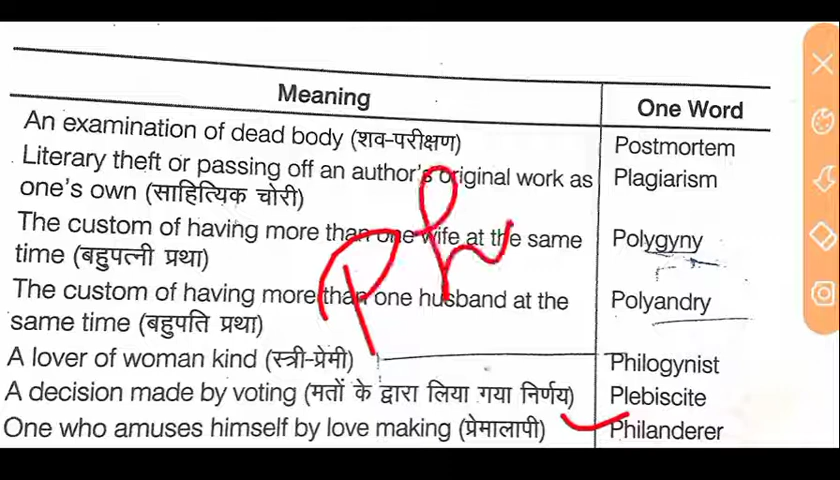 Meaning One Word
An examination of dead body (शव-परीक्षण) Postmortem
Literary theft or passing off an author's original work as Plagiarism
one's own (साहित्यिक चोरी)
The custom of having more than one wife at the same Polygyny
time (बहुपत्नी प्रथा)
The custom of having more than one husband at the Polyandry
same time (बहुपति प्रथा)
A lover of woman kind (स्त्री-प्रेमी) Philogynist
A decision made by voting (मतों के द्वारा लिया गया निर्णय) Plebiscite
One who amuses himself by love making (प्रेमालापी) Philanderer
Ph